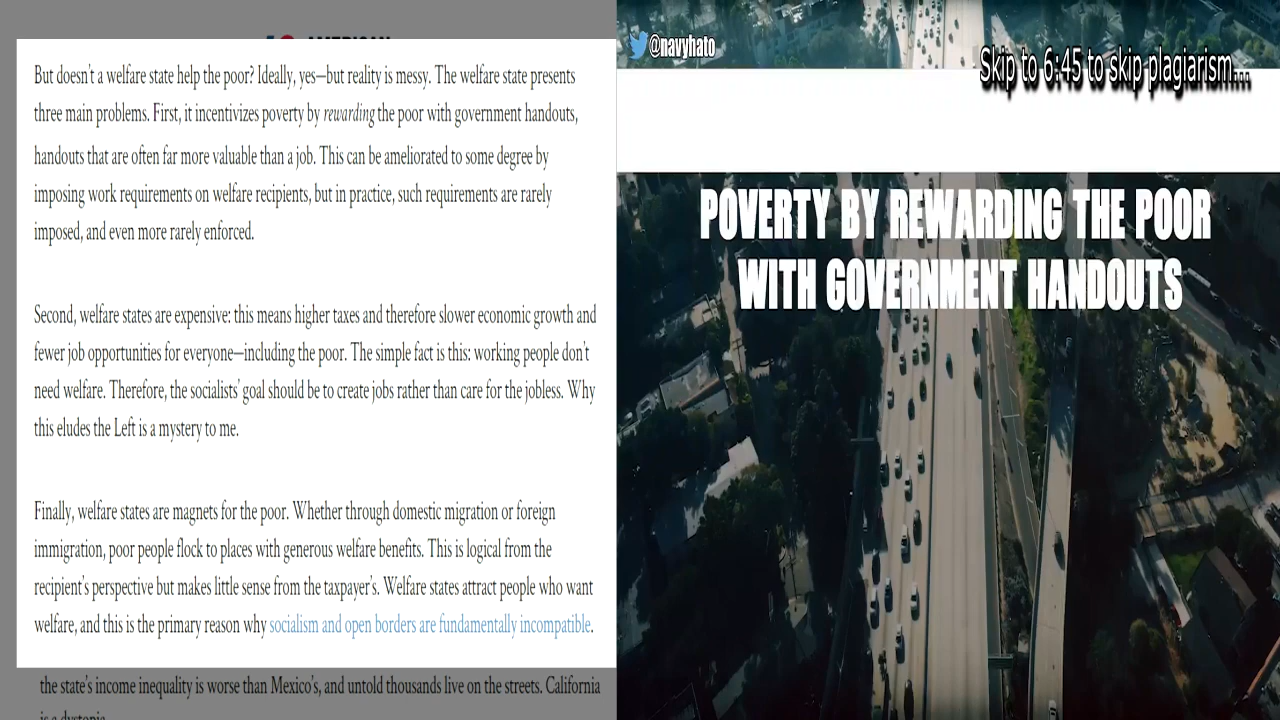 AMERICAN
But doesn't a welfare state help the poor? Ideally, yes—but reality is messy. The welfare state presents
three main problems. First, it incentivizes poverty by rewarding the poor with government handouts,
handouts that are often far more valuable than a job. This can be ameliorated to some degree by
imposing work requirements on welfare recipients, but in practice, such requirements are rarely
imposed, and even more rarely enforced.
Second, welfare states are expensive: this means higher taxes and therefore slower economic growth and
fewer job opportunities for everyone—including the poor. The simple fact is this: working people don't
need welfare. Therefore, the socialists' goal should be to create jobs rather than care for the jobless. Why
this eludes the Left is a mystery to me.
Finally, welfare states are magnets for the poor. Whether through domestic migration or foreign
immigration, poor people flock to places with generous welfare benefits. This is logical from the
recipient's perspective but makes little sense from the taxpayer's. Welfare states attract people who want
welfare, and this is the primary reason why socialism and open borders are fundamentally incompatible.
the state's income inequality is worse than Mexico's, and untold thousands live on the streets. California
is a dystopia
@navyhato
Skip to 6:45 to skip plagiarism...
POVERTY BY REWARDING THE POOR
WITH GOVERNMENT HANDOUTS